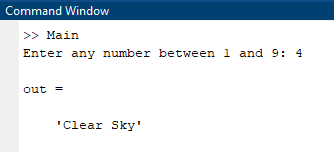 Command Window
>> Main
Enter any number between 1 and 9: 4
out =
'Clear Sky'